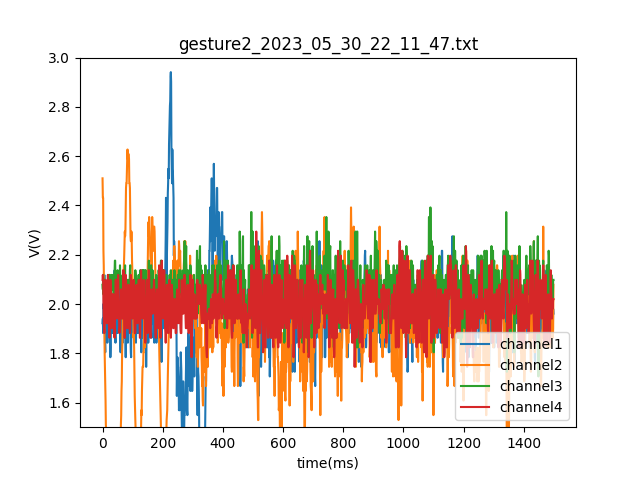 gesture2_2023_05_30_22_11_47.txt
3.0
2.8
2.6
2.4
2.2
2.0
1.8
1.6
V(V)
channel1
channel2
channel3
channel4
0 200 400 600 800 1000 1200 1400
time(ms)